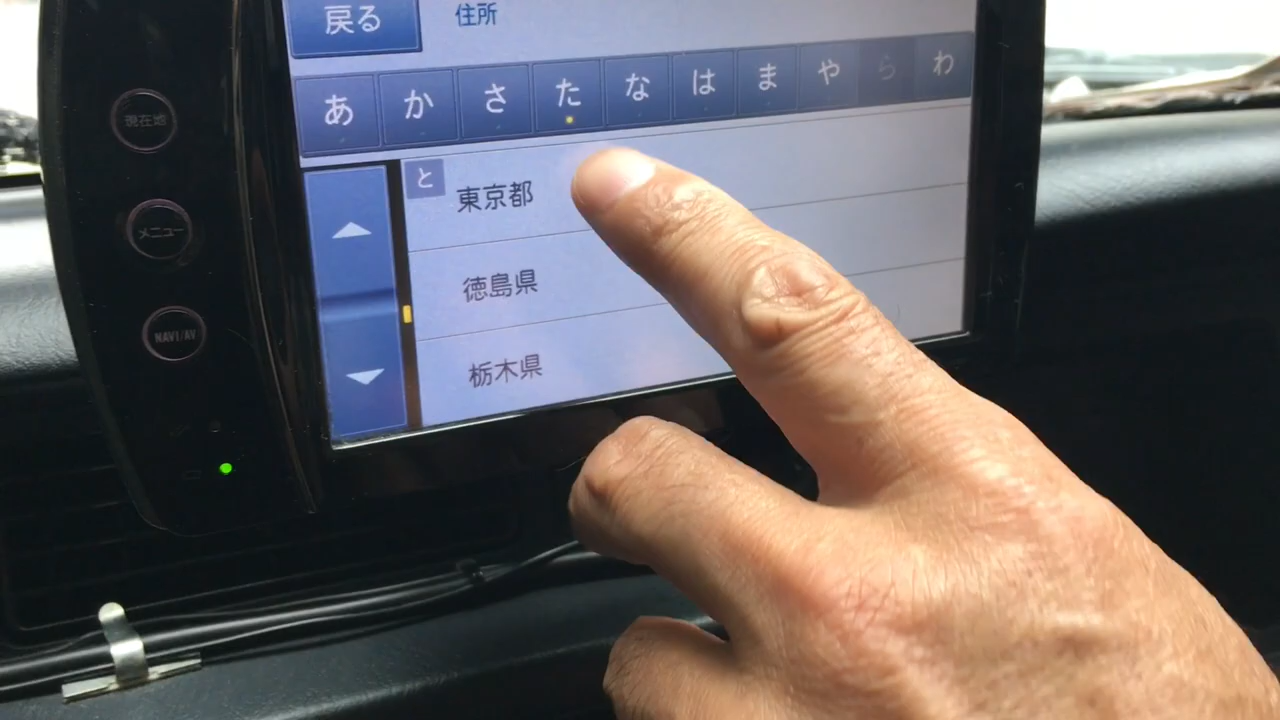 戻る 住所
あ か さ た な は ま や ら わ
と 東京都
徳島県
栃木県
現在地
メニュー
NAVI/AV